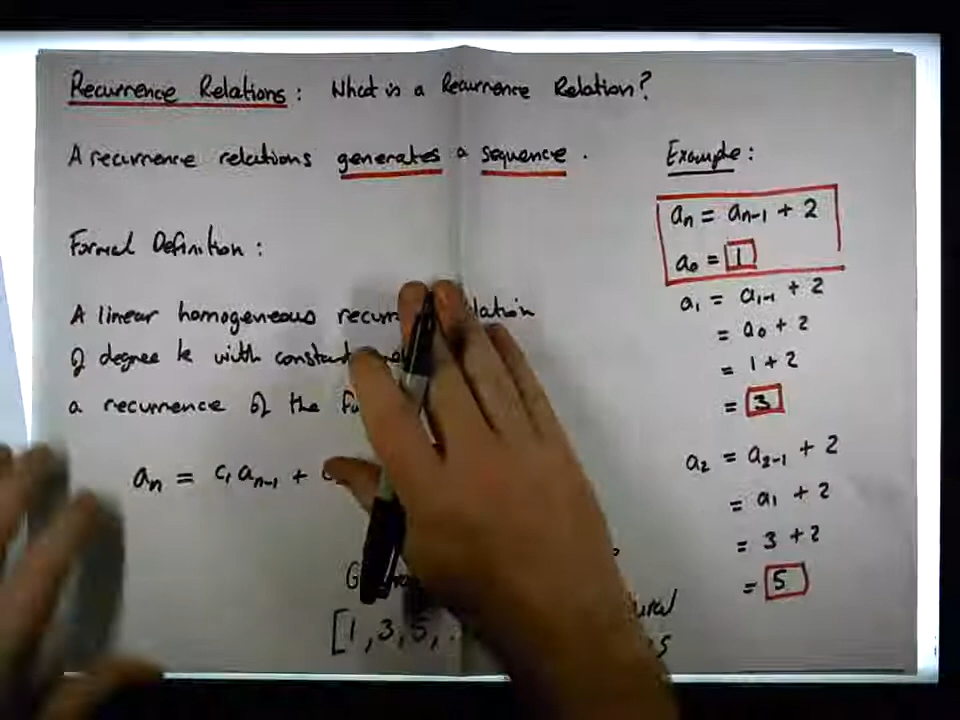 Recurrence Relations: What is a Recurrence Relation?
A recurrence relations generates a sequence.
Formal Definition:
A linear homogeneous
of degree k with constant
a recurrence of the
aₙ = c₁aₙ₋₁ +
[1, 3, 5,
Example:
aₙ = aₙ₋₁ + 2
a₀ = 1
a₁ = a₁₋₁ + 2
= a₀ + 2
= 1 + 2
= 3
a₂ = a₂₋₁ + 2
= a₁ + 2
= 3 + 2
= 5